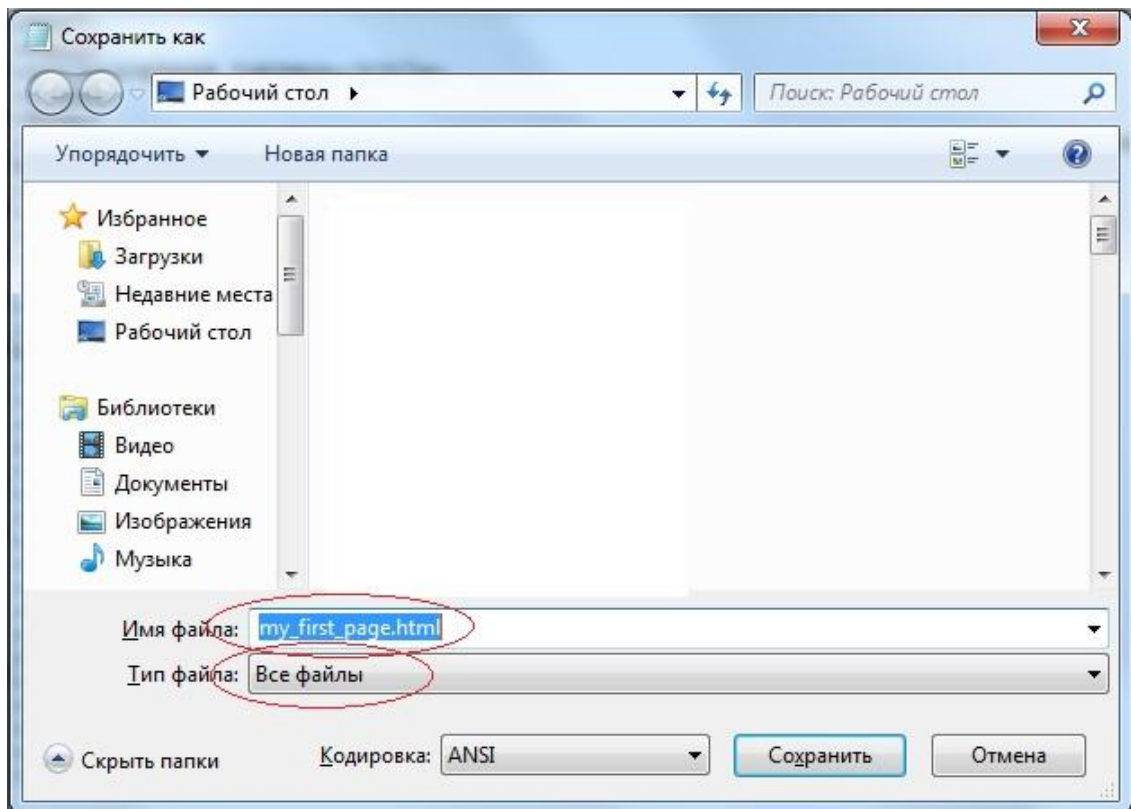 Сохранить как
Рабочий стол
Поиск: Рабочий стол
Упорядочить Новая папка
Избранное
Загрузки
Недавние места
Рабочий стол
Библиотеки
Видео
Документы
Изображения
Музыка
Имя файла: my_first_page.html
Тип файла: Все файлы
Скрыть папки Кодировка: ANSI Сохранить Отмена